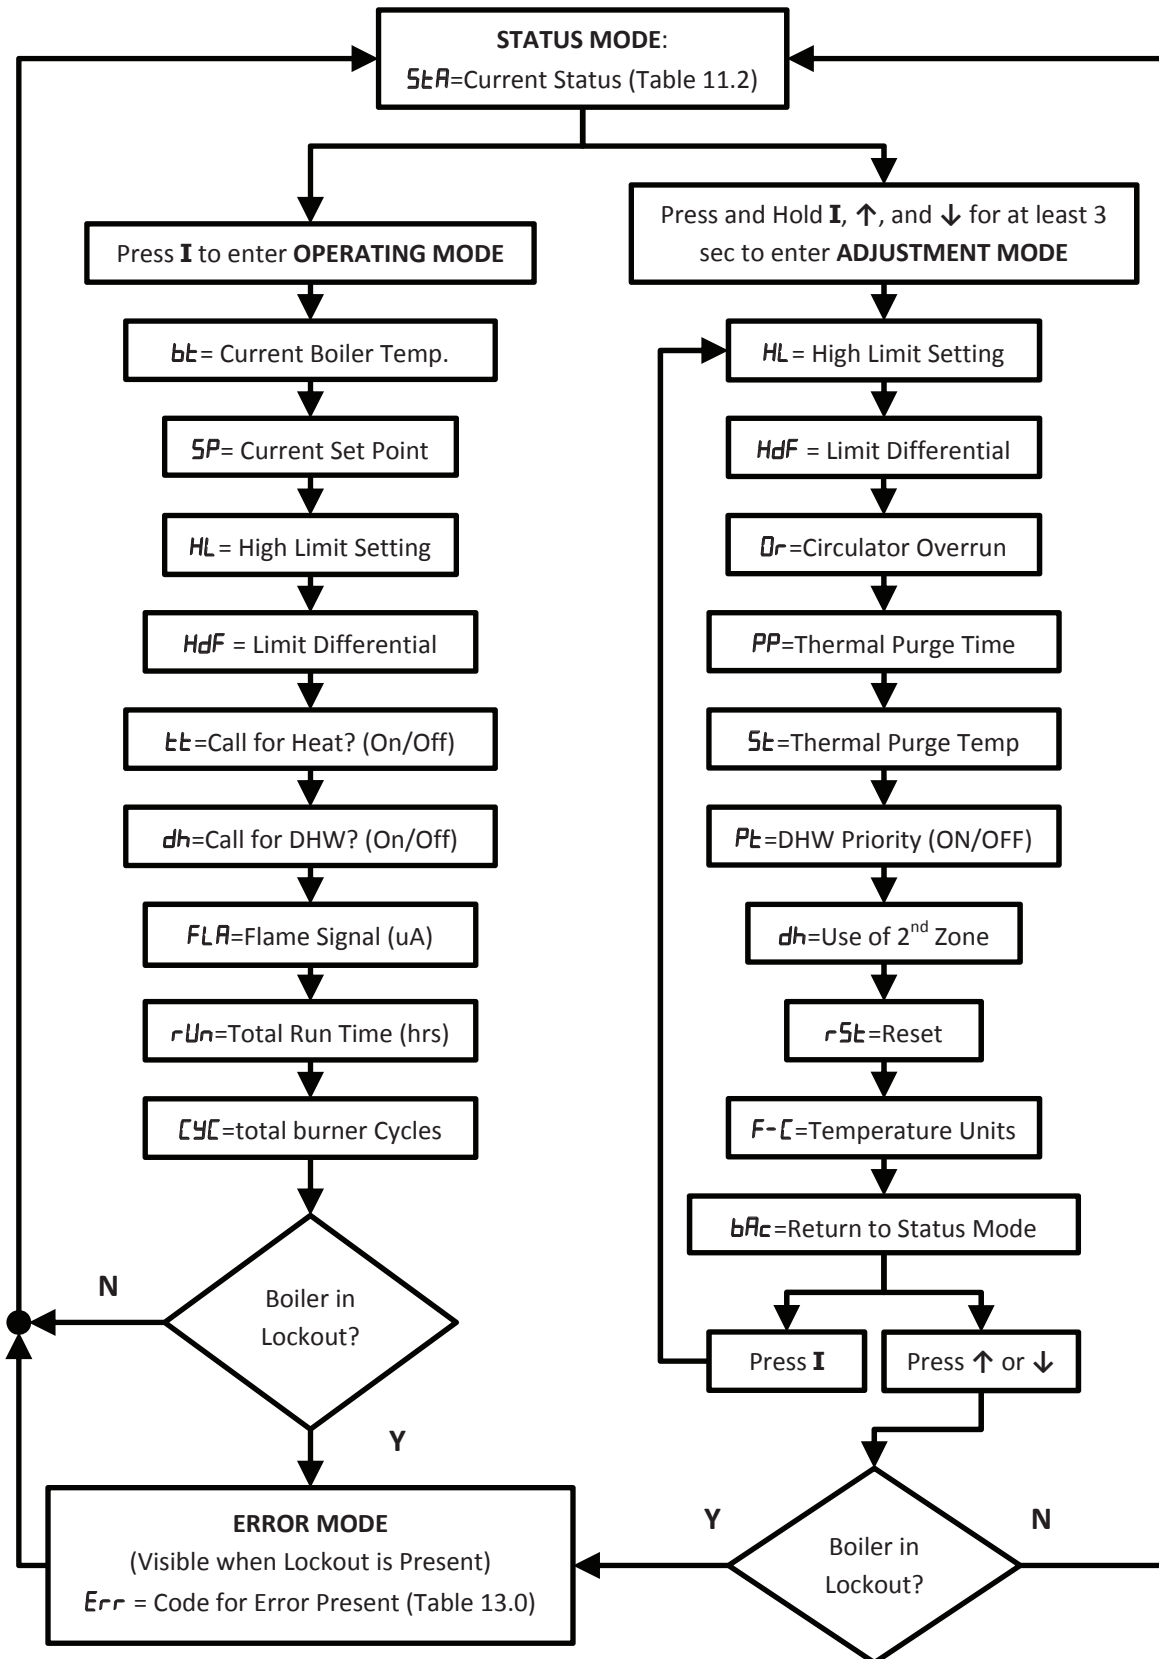 STATUS MODE:
StA=Current Status (Table 11.2)
Press I to enter OPERATING MODE
bt= Current Boiler Temp.
SP= Current Set Point
HL= High Limit Setting
HdF = Limit Differential
tt=Call for Heat? (On/Off)
dh=Call for DHW? (On/Off)
FLA=Flame Signal (uA)
rUn=Total Run Time (hrs)
CYC=total burner Cycles
Boiler in
Lockout?
N
Y
ERROR MODE
(Visible when Lockout is Present)
Err = Code for Error Present (Table 13.0)
Press and Hold I, ↑, and ↓ for at least 3
sec to enter ADJUSTMENT MODE
HL= High Limit Setting
HdF = Limit Differential
Or=Circulator Overrun
PP=Thermal Purge Time
St=Thermal Purge Temp
Pt=DHW Priority (ON/OFF)
dh=Use of 2nd Zone
rSt=Reset
F-C=Temperature Units
bAc=Return to Status Mode
Press I
Press ↑ or ↓
Boiler in
Lockout?
Y
N